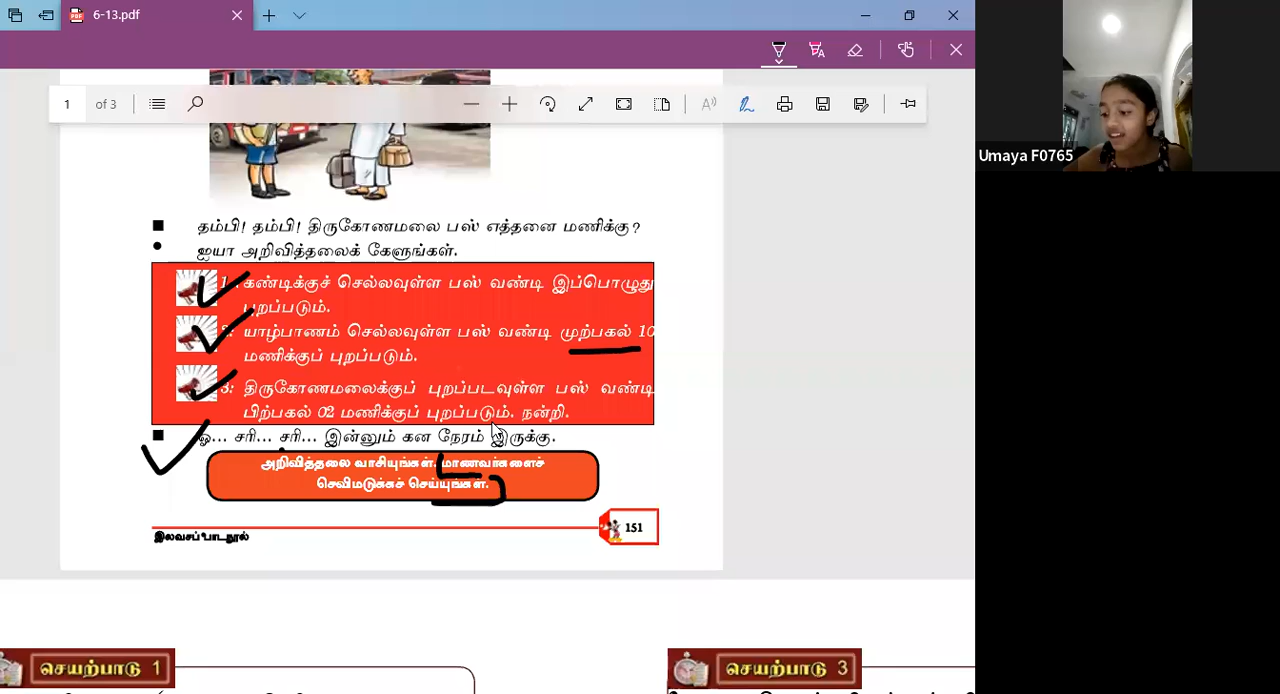 6-13.pdf
1 of 3
Umaya F0765
தம்பி! தம்பி! திருகோணமலை பஸ் எத்தனை மணிக்கு?
ஐயா அறிவித்தலைக் கேளுங்கள்.
1: கண்டிக்குச் செல்லவுள்ள பஸ் வண்டி இப்பொழுது
புறப்படும்.
2: யாழ்பாணம் செல்லவுள்ள பஸ் வண்டி முற்பகல் 10
மணிக்குப் புறப்படும்.
3: திருகோணமலைக்குப் புறப்படவுள்ள பஸ் வண்டி
பிற்பகல் 02 மணிக்குப் புறப்படும். நன்றி.
ஓ... சரி... சரி... இன்னும் கன நேரம் இருக்கு.
அறிவித்தலை வாசியுங்கள். மாணவர்களைச்
செவிமடுக்கச் செய்யுங்கள்.
151
இலவசப் பாடநூல்
செயற்பாடு 1
செயற்பாடு 3